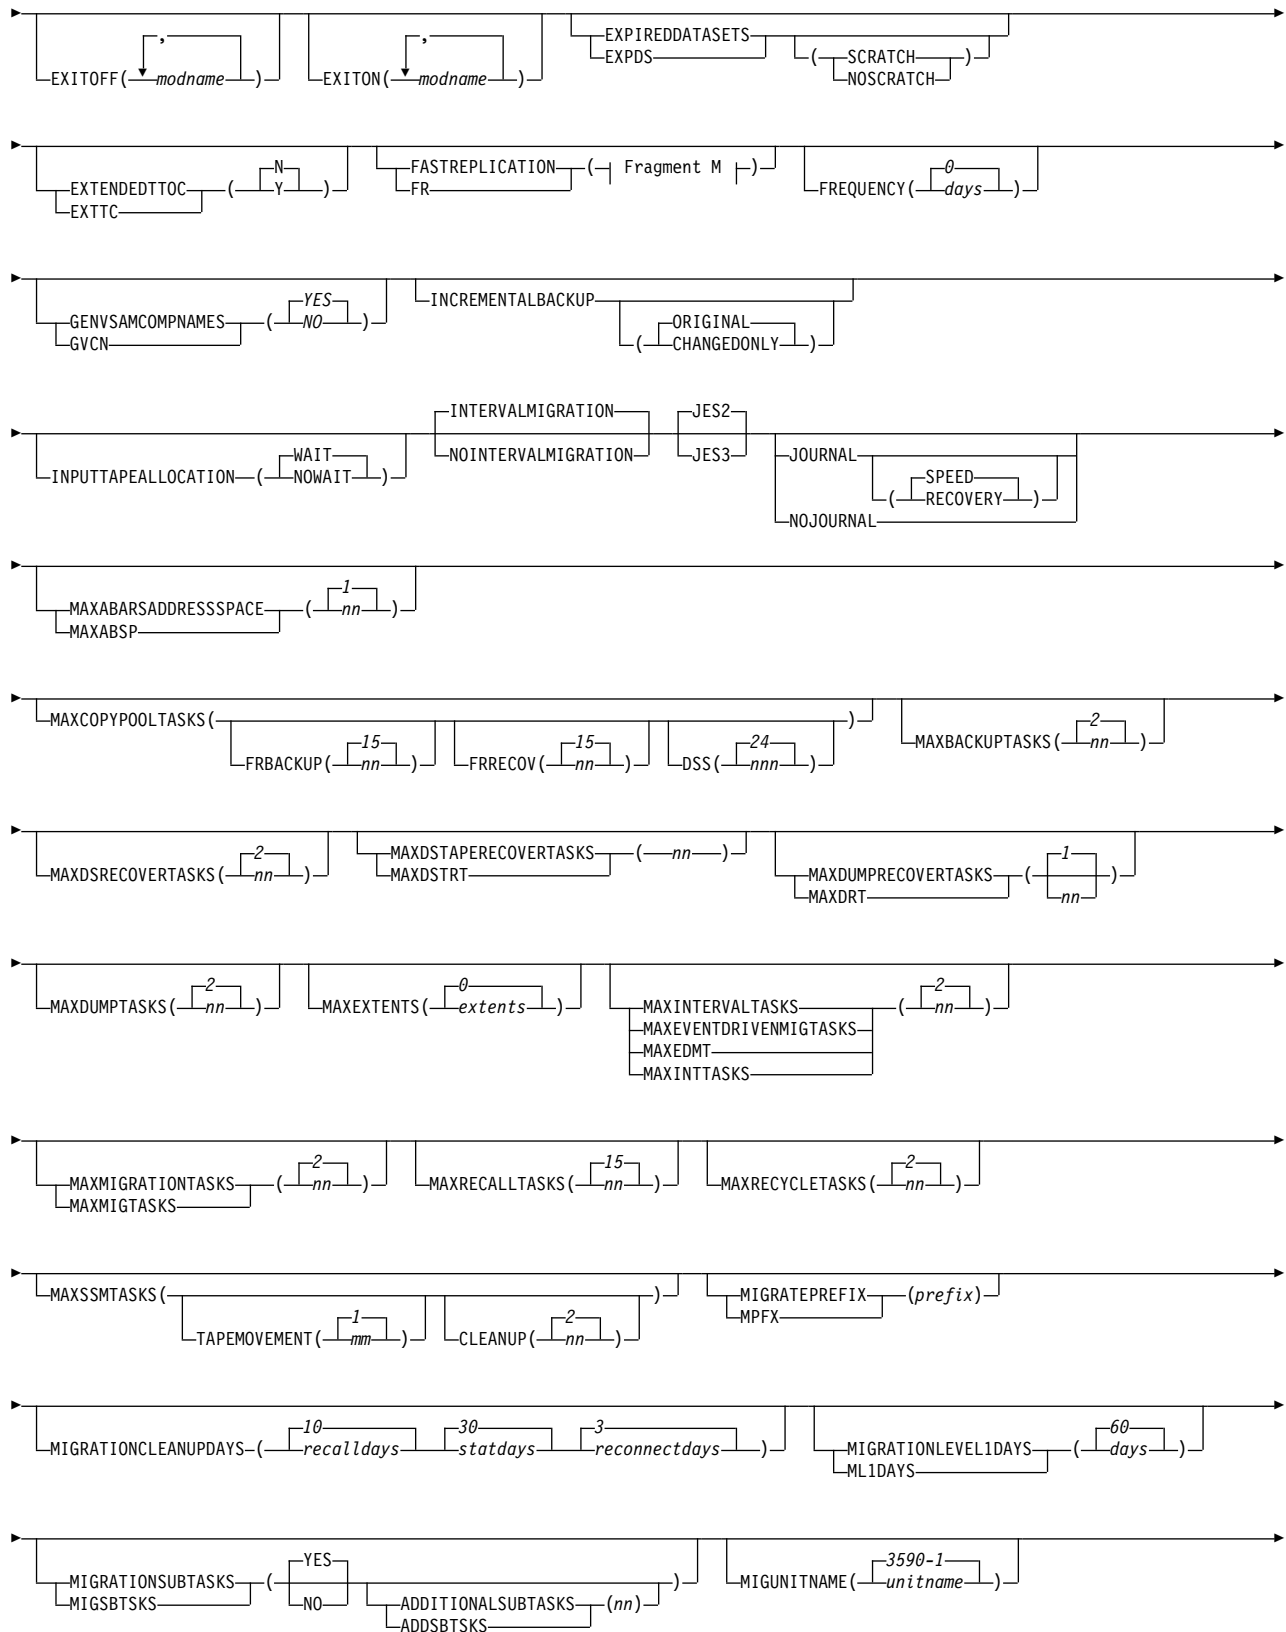 , , EXPIREDDATASETS
EXITOFF( modname ) EXITON( modname ) EXPDS ( SCRATCH )
NOSCRATCH
N FASTREPLICATION ( Fragment M ) 0
EXTENDEDTTOC ( Y ) FR FREQUENCY( days )
EXTTC
YES INCREMENTALBACKUP
GENVSAMCOMPNAMES ( NO ) ORIGINAL
GVCN ( CHANGEDONLY )
INTERVALMIGRATION JES2
WAIT NOINTERVALMIGRATION JES3 JOURNAL
INPUTTAPEALLOCATION ( NOWAIT ) SPEED
( RECOVERY )
NOJOURNAL
1
MAXABARSADDRESSSPACE ( nn )
MAXABSP
MAXCOPYPOOLTASKS( ) 2
15 15 24 MAXBACKUPTASKS( nn )
FRBACKUP( nn ) FRRECOV( nn ) DSS( nnn )
2 MAXDSTAPERECOVERTASKS ( nn ) 1
MAXDSRECOVERTASKS( nn ) MAXDSTRT MAXDUMPRECOVERTASKS ( )
MAXDRT nn
2 0 2
MAXDUMPTASKS( nn ) MAXEXTENTS( extents ) MAXINTERVALTASKS ( nn )
MAXEVENTDRIVENMIGTASKS
MAXEDMT
MAXINTTASKS
2 15 2
MAXMIGRATIONTASKS ( nn ) MAXRECALLTASKS( nn ) MAXRECYCLETASKS( nn )
MAXMIGTASKS
MAXSSMTASKS( ) MIGRATEPREFIX (prefix)
1 2 MPFX
TAPEMOVEMENT( mm ) CLEANUP( nn )
10 30 3 60
MIGRATIONCLEANUPDAYS ( recalldays statdays reconnectdays ) MIGRATIONLEVEL1DAYS ( days )
ML1DAYS
YES 3590-1
MIGRATIONSUBTASKS ( ) MIGUNITNAME( unitname )
MIGSBTSKS NO ADDITIONALSUBTASKS (nn)
ADDSBTSKS